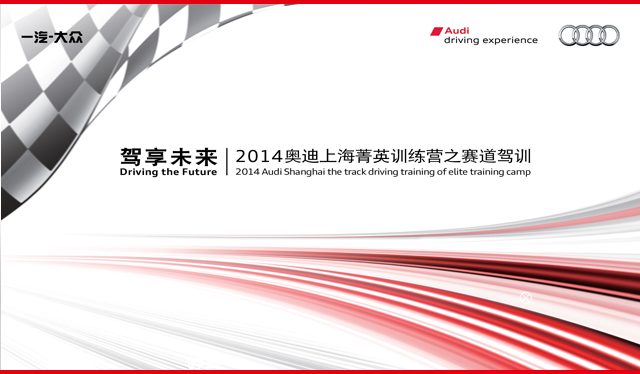 一汽-大众
Audi
driving experience
驾享未来
Driving the Future
2014奥迪上海菁英训练营之赛道驾训
2014 Audi Shanghai the track driving training of elite training camp